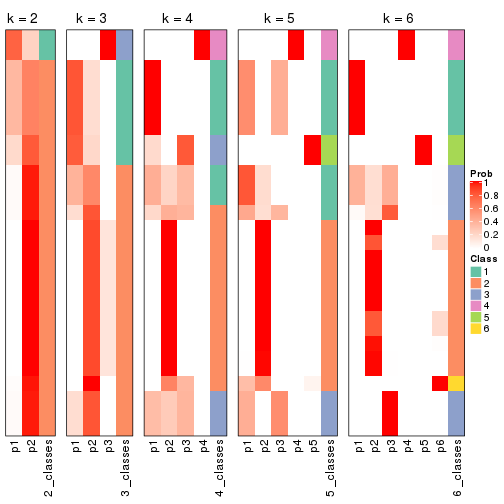 k = 2
k = 3
k = 4
k = 5
k = 6
Prob
1
0.8
0.6
0.4
0.2
0
Class
1
2
3
4
5
6
p1
p2
2_classes
p1
p2
p3
3_classes
p1
p2
p3
p4
4_classes
p1
p2
p3
p4
p5
5_classes
p1
p2
p3
p4
p5
p6
6_classes